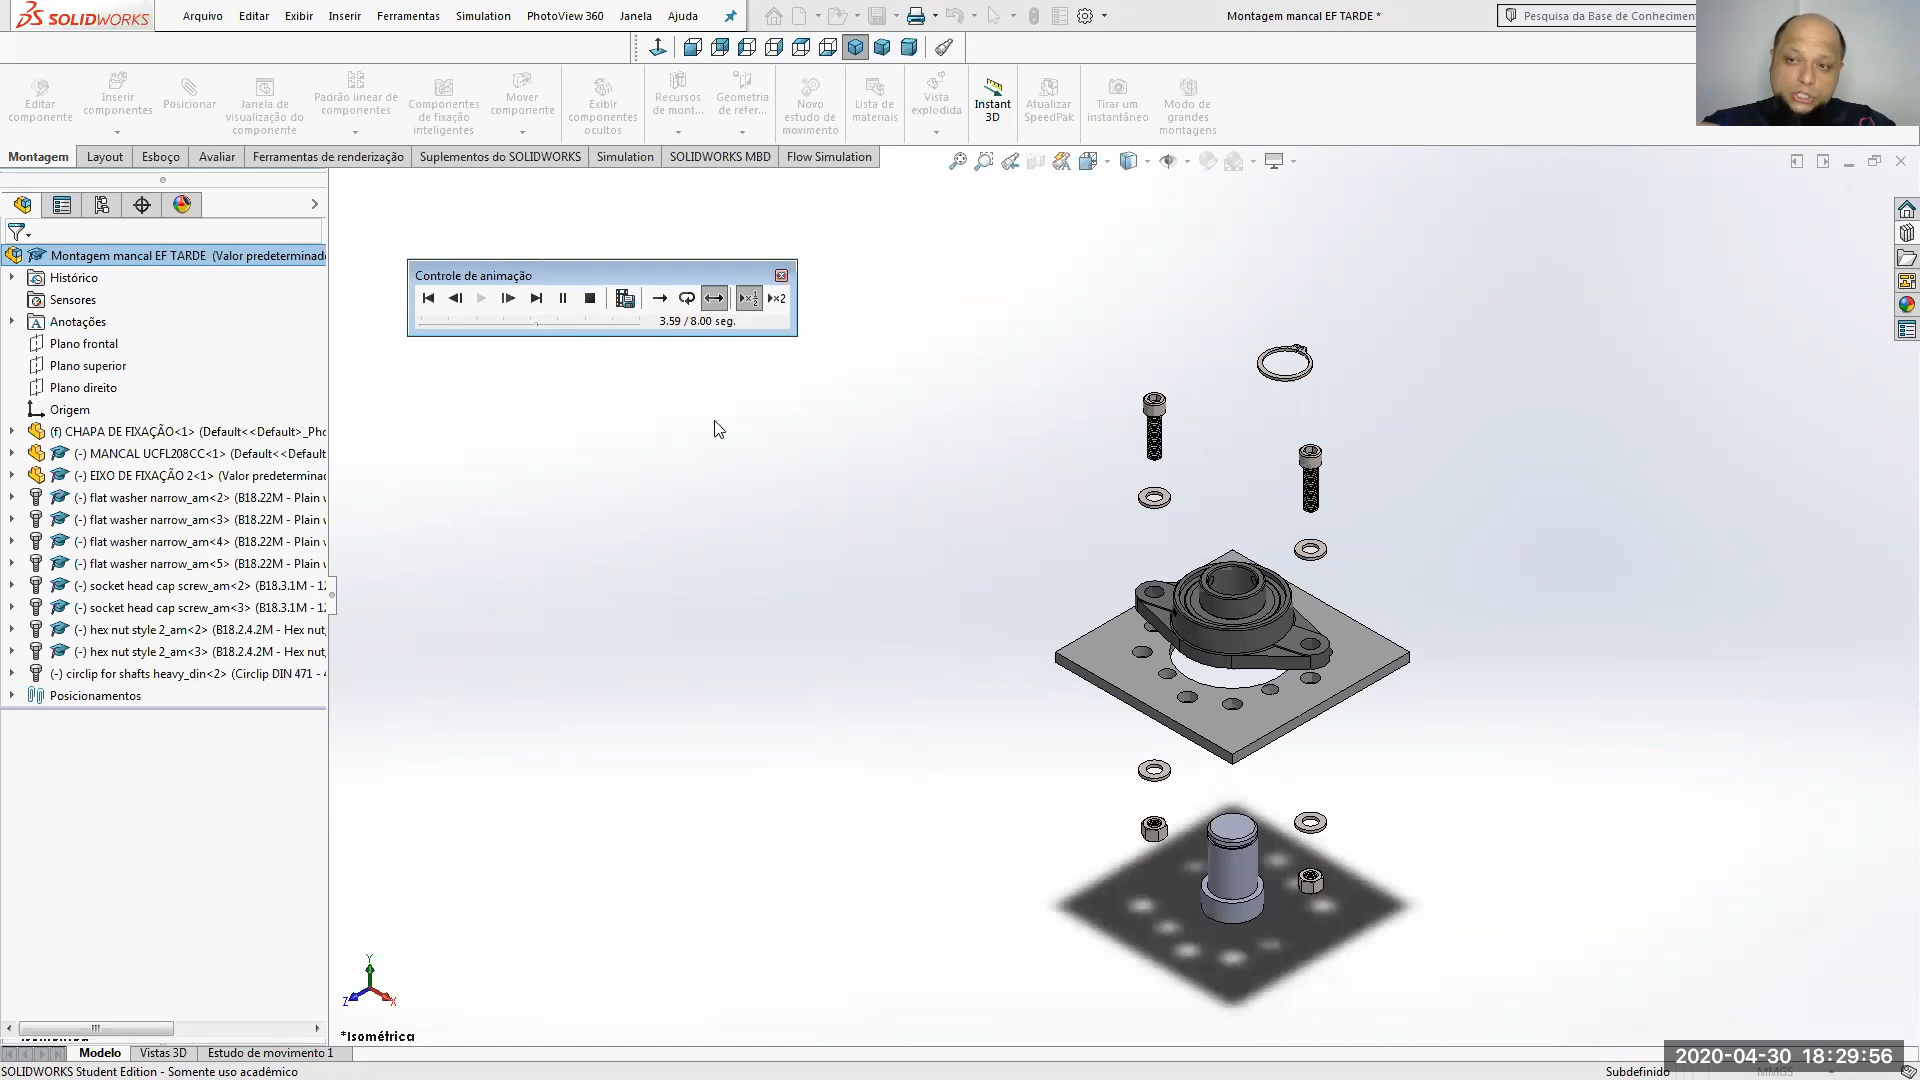 SOLIDWORKS
Arquivo Editar Exibir Inserir Ferramentas Simulation PhotoView 360 Janela Ajuda
Montagem mancal EF TARDE *
Pesquisa da Base de Conhecimen
Editar componente
Inserir componentes
Posicionar
Janela de visualização do componente
Padrão linear de componentes
Componentes de fixação inteligentes
Mover componente
Exibir componentes ocultos
Recursos de mont...
Geometria de refer...
Novo estudo de movimento
Lista de materiais
Vista explodida
Instant 3D
Atualizar SpeedPak
Tirar um instantâneo
Modo de grandes montagens
Montagem Layout Esboço Avaliar Ferramentas de renderização Suplementos do SOLIDWORKS Simulation SOLIDWORKS MBD Flow Simulation
Montagem mancal EF TARDE (Valor predeterminado
Histórico
Sensores
Anotações
Plano frontal
Plano superior
Plano direito
Origem
(f) CHAPA DE FIXAÇÃO<1> (Default<<Default>_Pho
(-) MANCAL UCFL208CC<1> (Default<<Default
(-) EIXO DE FIXAÇÃO 2<1> (Valor predeterminad
(-) flat washer narrow_am<2> (B18.22M - Plain
(-) flat washer narrow_am<3> (B18.22M - Plain
(-) flat washer narrow_am<4> (B18.22M - Plain
(-) flat washer narrow_am<5> (B18.22M - Plain
(-) socket head cap screw_am<2> (B18.3.1M - 12
(-) socket head cap screw_am<3> (B18.3.1M - 12
(-) hex nut style 2_am<2> (B18.2.4.2M - Hex nut
(-) hex nut style 2_am<3> (B18.2.4.2M - Hex nut
(-) circlip for shafts heavy_din<2> (Circlip DIN 471 -
Posicionamentos
Controle de animação
x½ x2
3.59 / 8.00 seg.
Y
Z X
*Isométrica
Modelo Vistas 3D Estudo de movimento 1
SOLIDWORKS Student Edition - Somente uso acadêmico
Subdefinido
MMGS
2020-04-30 18:29:56